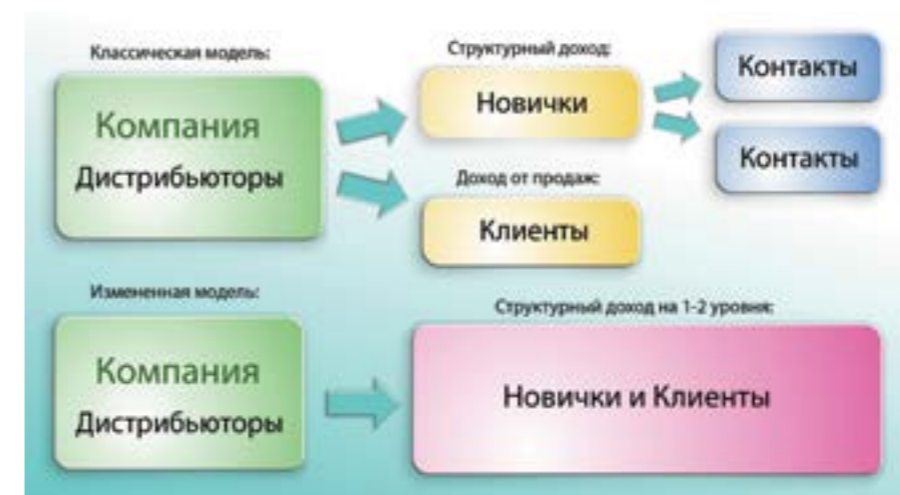 Классическая модель:
Компания
Дистрибьюторы
Структурный доход:
Новички
Контакты
Контакты
Доход от продаж:
Клиенты
Измененная модель:
Компания
Дистрибьюторы
Структурный доход на 1-2 уровня:
Новички и Клиенты